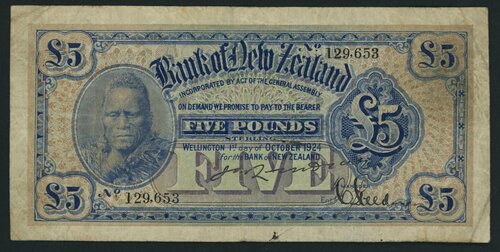 £5
£5
Bank of New Zealand
No 129,653
INCORPORATED BY ACT OF THE GENERAL ASSEMBLY.
ON DEMAND WE PROMISE TO PAY TO THE BEARER
FIVE POUNDS
STERLING
£5
WELLINGTON 1st day of OCTOBER 1924
For the BANK OF NEW ZEALAND
FIVE
No 129,653
£5
£5